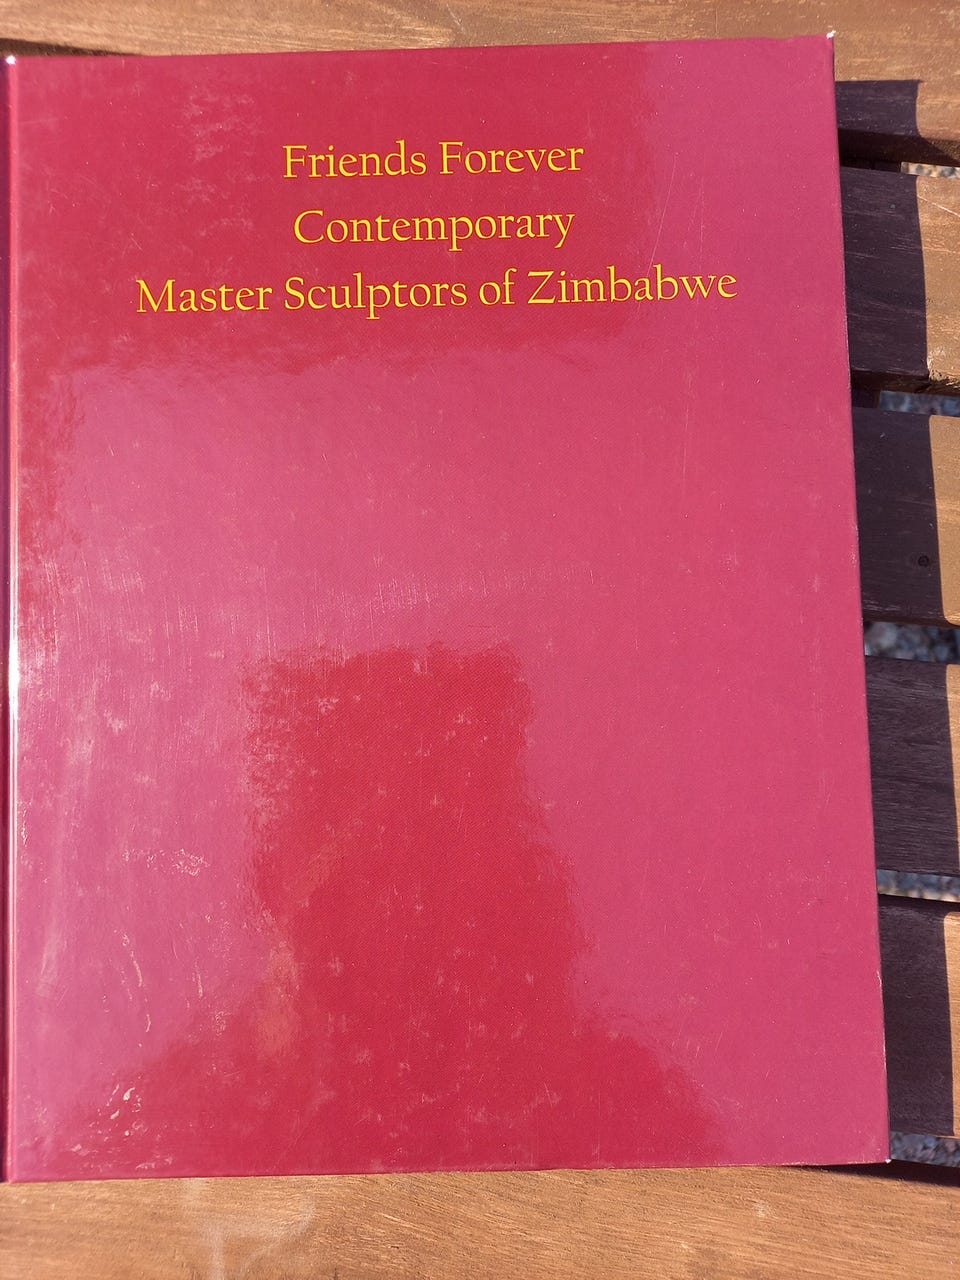 Friends Forever
Contemporary
Master Sculptors of Zimbabwe